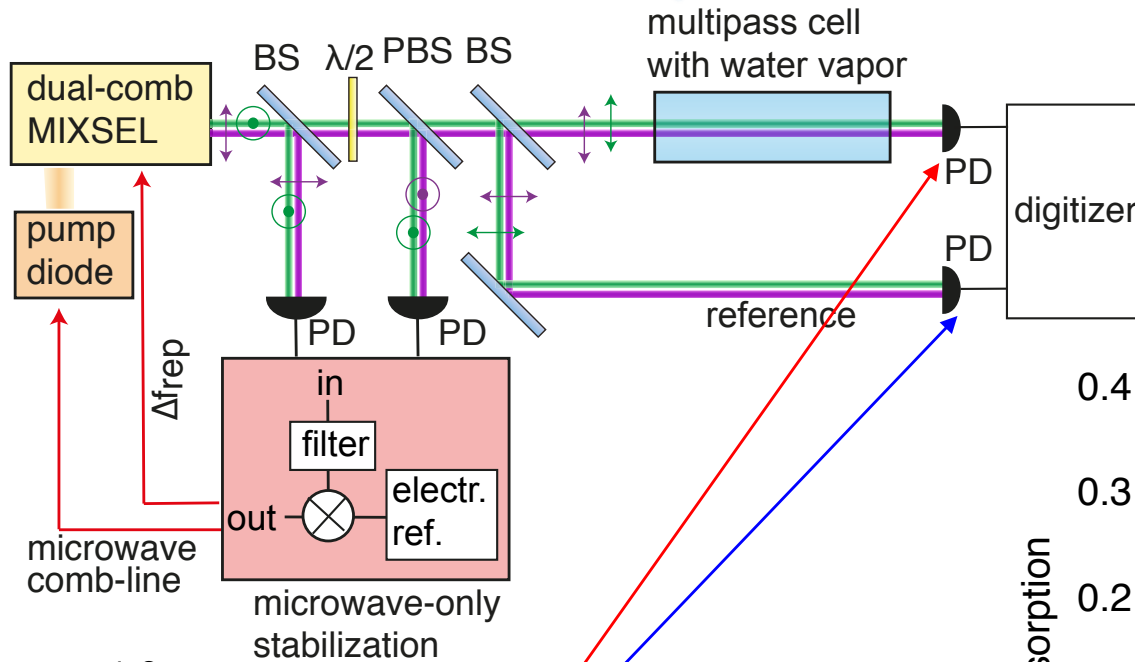 multipass cell
with water vapor
BS
λ/2
PBS
BS
dual-comb
MIXSEL
pump
diode
PD
PD
digitizer
reference
PD
PD
Δfrep
in
filter
out
electr.
ref.
microwave
comb-line
microwave-only
stabilization
0.4
0.3
0.2